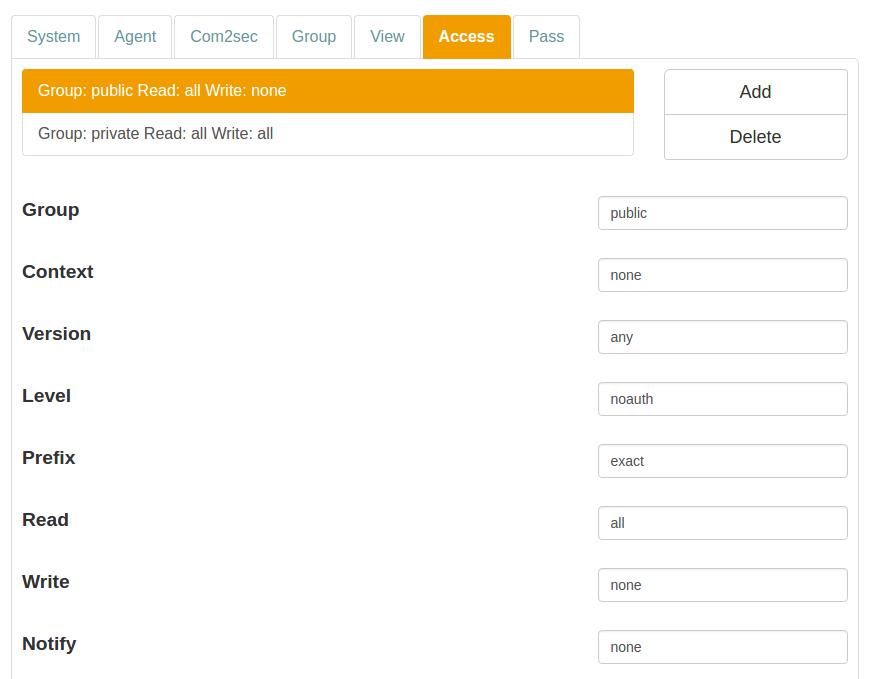 System Agent Com2sec Group View Access Pass
Group: public Read: all Write: none
Group: private Read: all Write: all
Add
Delete
Group public
Context none
Version any
Level noauth
Prefix exact
Read all
Write none
Notify none